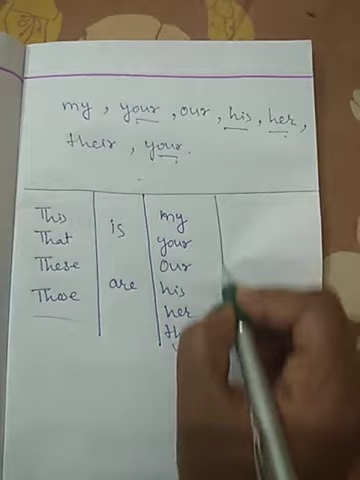 my, your, our, his, her,
their, your.
This is my
That your
These are our
Those his
her